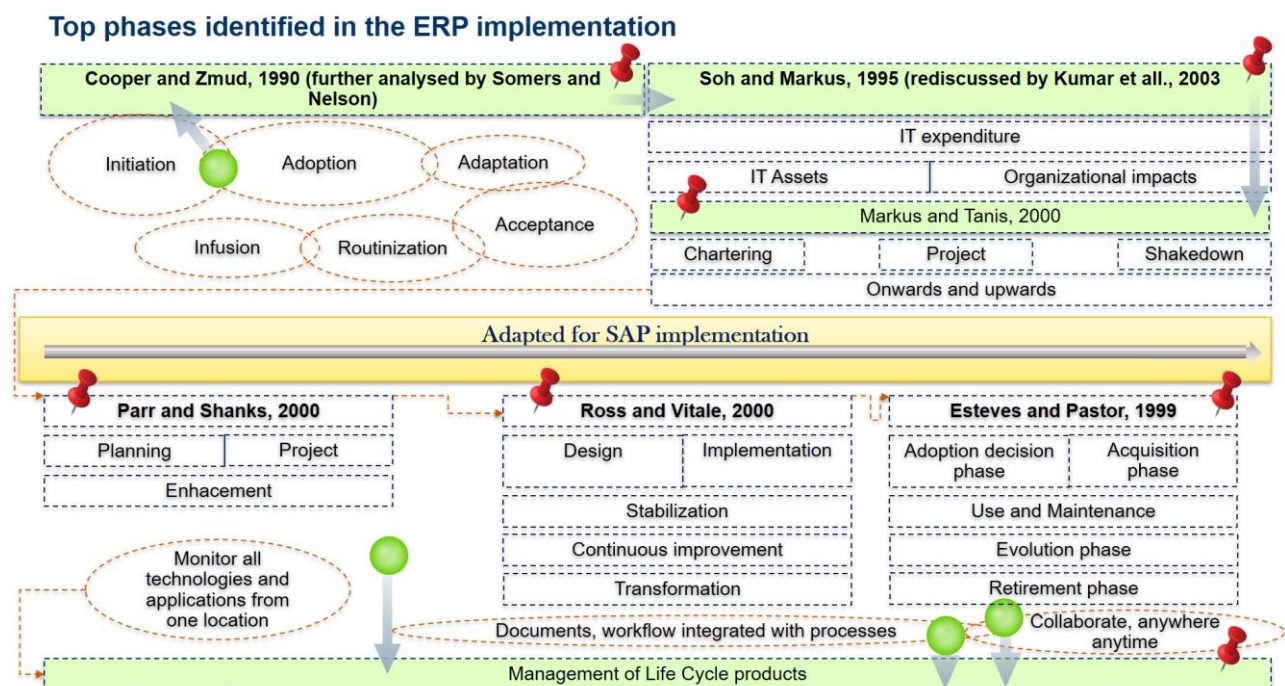 Top phases identified in the ERP implementation
Cooper and Zmud, 1990 (further analysed by Somers and
Nelson)
Soh and Markus, 1995 (rediscussed by Kumar et all., 2003
Initiation
Adoption
Adaptation
Acceptance
Infusion
Routinization
IT expenditure
IT Assets
Organizational impacts
Markus and Tanis, 2000
Chartering
Project
Shakedown
Onwards and upwards
Adapted for SAP implementation
Parr and Shanks, 2000
Planning
Project
Enhacement
Ross and Vitale, 2000
Design
Implementation
Stabilization
Continuous improvement
Transformation
Esteves and Pastor, 1999
Adoption decision
phase
Acquisition
phase
Use and Maintenance
Evolution phase
Retirement phase
Monitor all
technologies and
applications from
one location
Documents, workflow integrated with processes
Collaborate, anywhere
anytime
Management of Life Cycle products